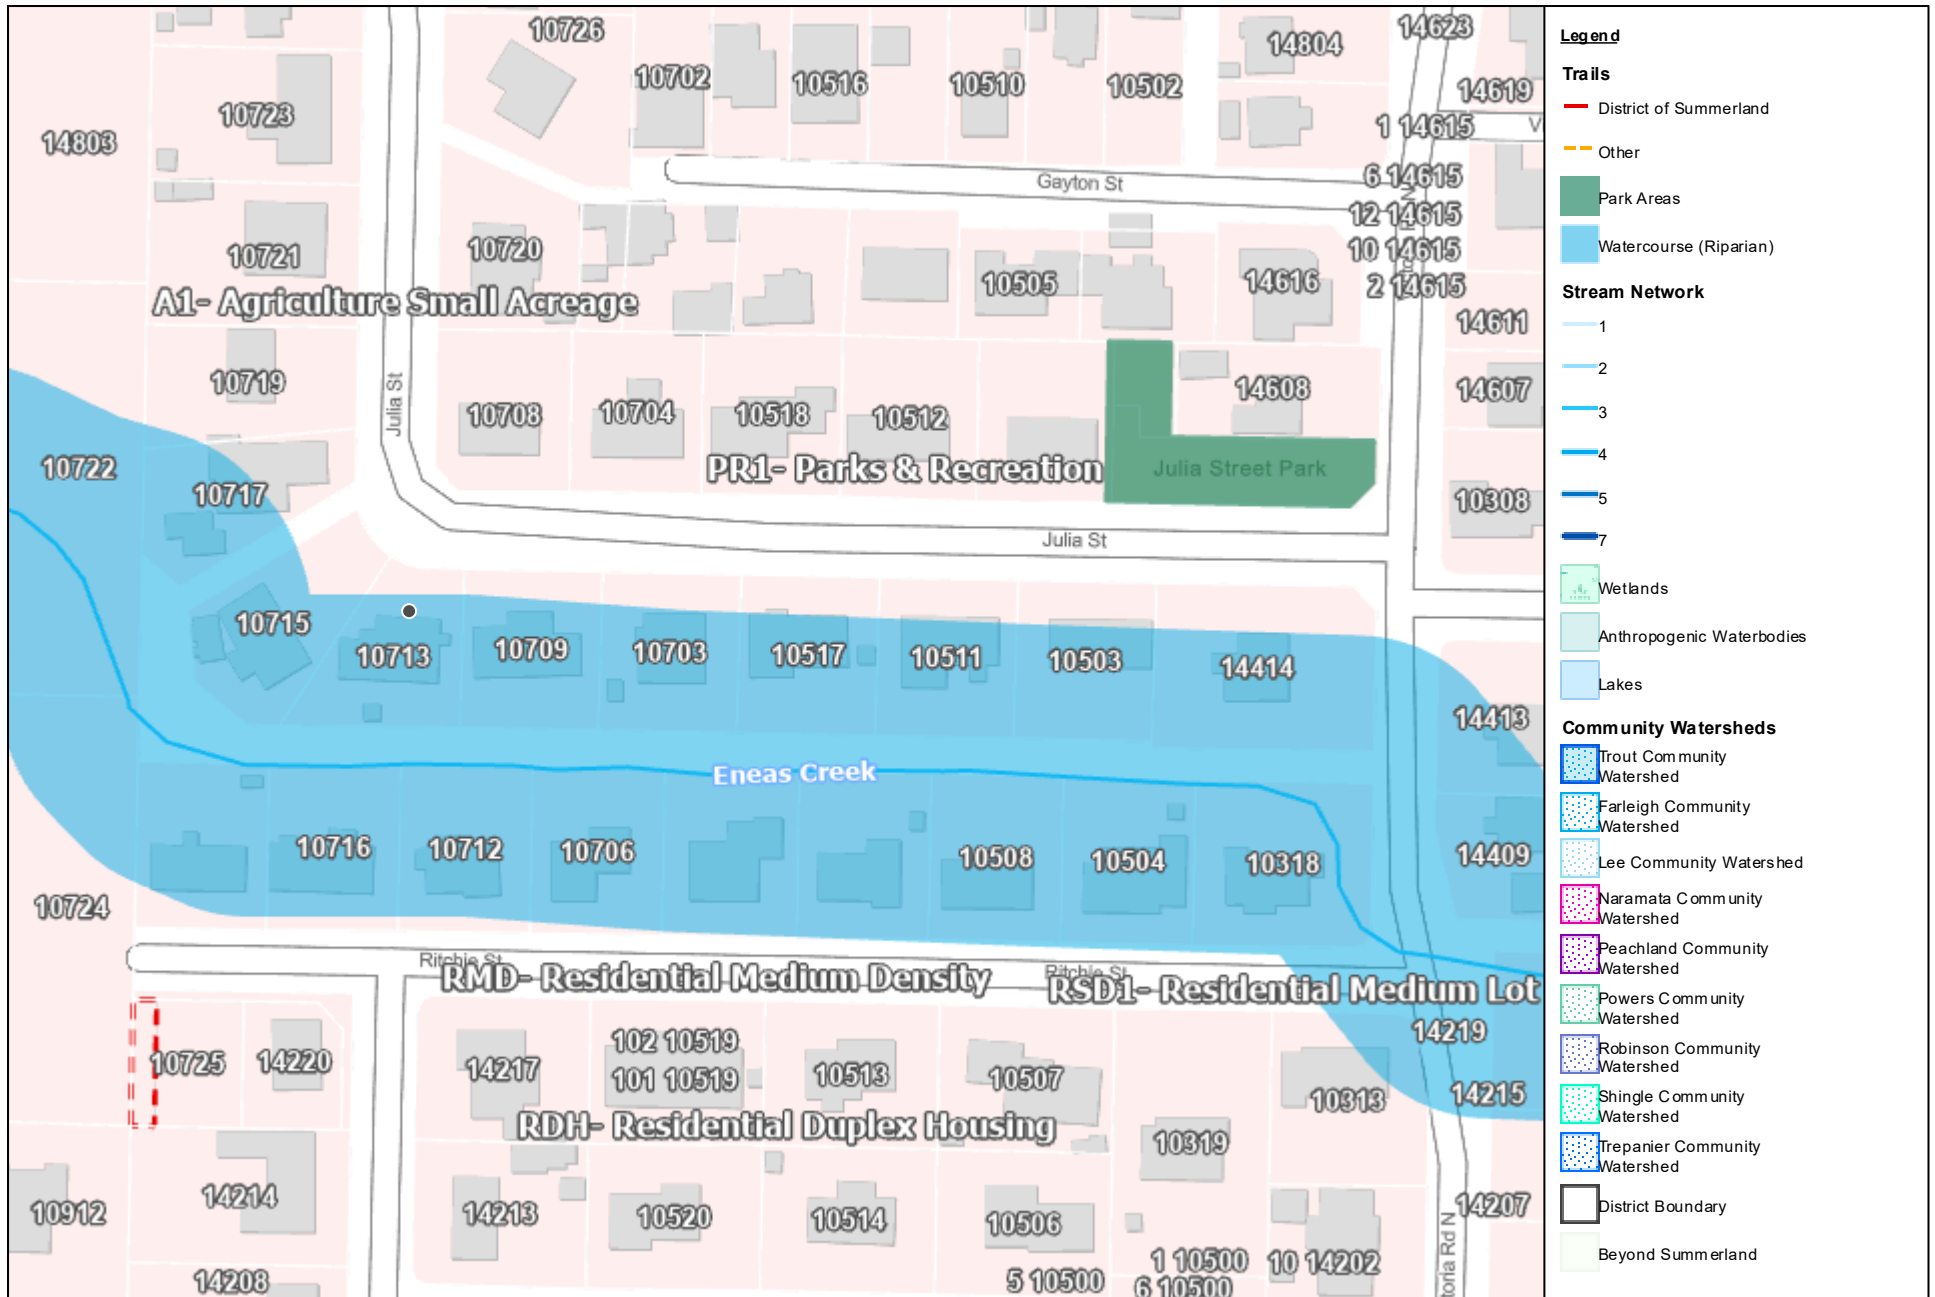 10726
14623
14804
10702
10516
10510
10502
14619
10723
1 14615
14803
6 14615
Gayton St
12 14615
10720
10 14615
10721
10505
14616
2 14615
A1- Agriculture Small Acreage
14611
10719
Julia St
14608
14607
10708
10704
10518
10512
10722
PR1- Parks & Recreation
Julia Street Park
10717
10308
Julia St
10715
10713
10709
10703
10517
10511
10503
14414
14413
Eneas Creek
10716
10712
10706
10508
10504
10318
14409
10724
Ritchie St
Ritchie St
RMD- Residential Medium Density
RSD1- Residential Medium Lot
14219
102 10519
10725
14220
14217
101 10519
10513
10507
14215
10313
RDH- Residential Duplex Housing
10319
14214
10912
14213
10520
10514
10506
14207
1 10500
10 14202
14208
5 10500
6 10500
toria Rd N
Legend
Trails
District of Summerland
Other
Park Areas
Watercourse (Riparian)
Stream Network
1
2
3
4
5
7
Wetlands
Anthropogenic Waterbodies
Lakes
Community Watersheds
Trout Community
Watershed
Farleigh Community
Watershed
Lee Community Watershed
Naramata Community
Watershed
Peachland Community
Watershed
Powers Community
Watershed
Robinson Community
Watershed
Shingle Community
Watershed
Trepanier Community
Watershed
District Boundary
Beyond Summerland